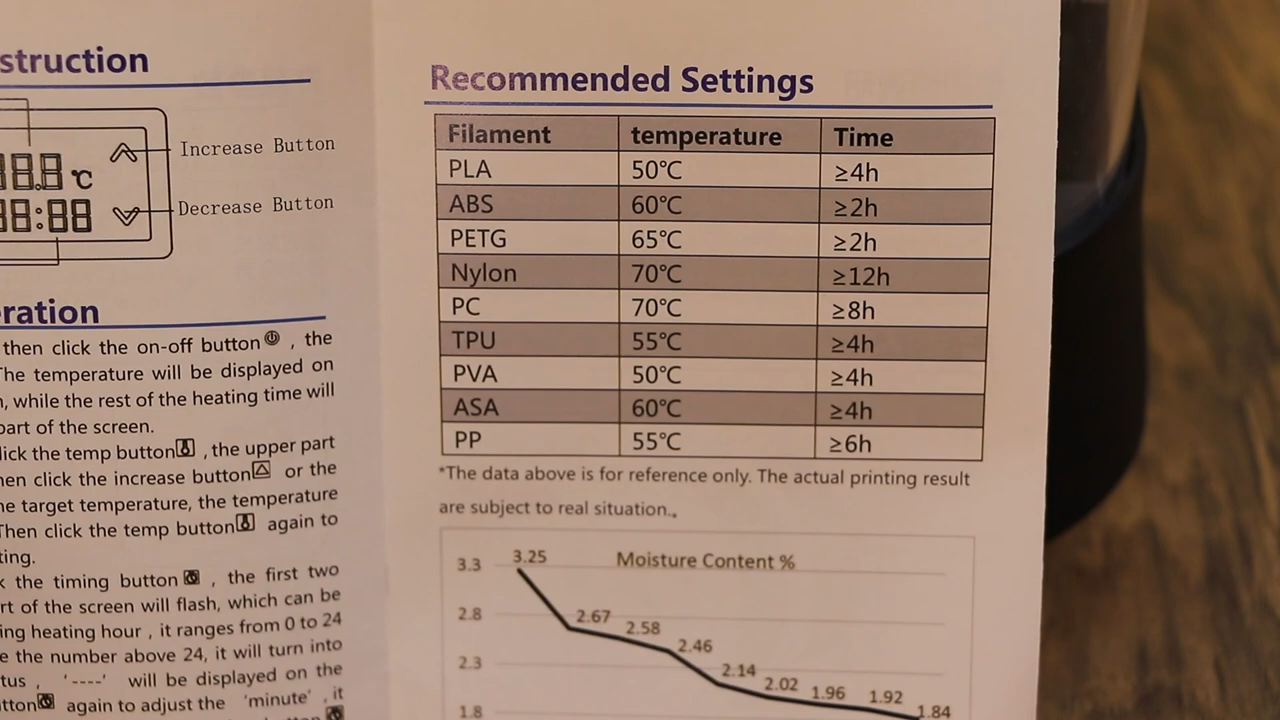 struction
88.8 ℃
88:88
Increase Button
Decrease Button
ration
then click the on-off button , the
The temperature will be displayed on
, while the rest of the heating time will
part of the screen.
lick the temp button , the upper part
hen click the increase button or the
he target temperature, the temperature
Then click the temp button again to
ting.
k the timing button , the first two
rt of the screen will flash, which can be
ing heating hour , it ranges from 0 to 24
e the number above 24, it will turn into
tus , '----' will be displayed on the
tton again to adjust the 'minute' , it
Recommended Settings
Filament temperature Time
PLA 50℃ ≥4h
ABS 60℃ ≥2h
PETG 65℃ ≥2h
Nylon 70℃ ≥12h
PC 70℃ ≥8h
TPU 55℃ ≥4h
PVA 50℃ ≥4h
ASA 60℃ ≥4h
PP 55℃ ≥6h
*The data above is for reference only. The actual printing result
are subject to real situation.。
Moisture Content %
3.3 3.25
2.8 2.67 2.58
2.46
2.3 2.14
2.02 1.96 1.92
1.8 1.84